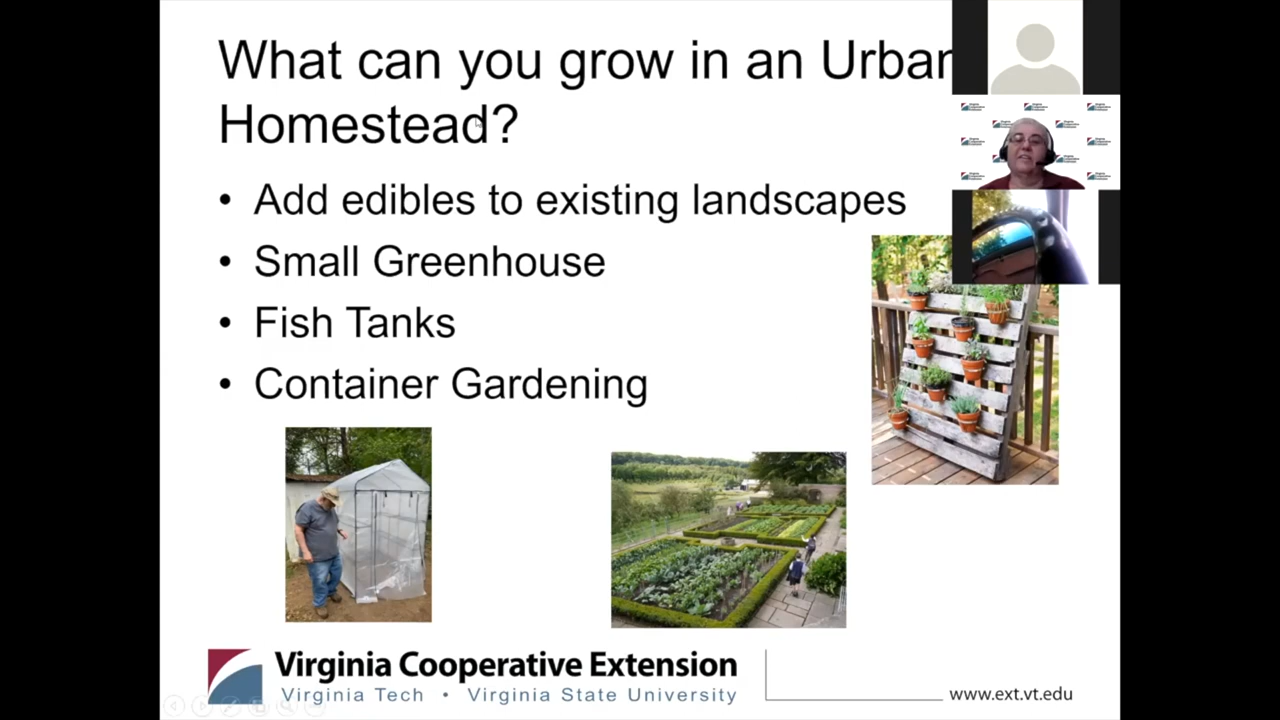 What can you grow in an Urban
Homestead?
• Add edibles to existing landscapes
• Small Greenhouse
• Fish Tanks
• Container Gardening
Virginia Cooperative Extension
Virginia Tech • Virginia State University
www.ext.vt.edu